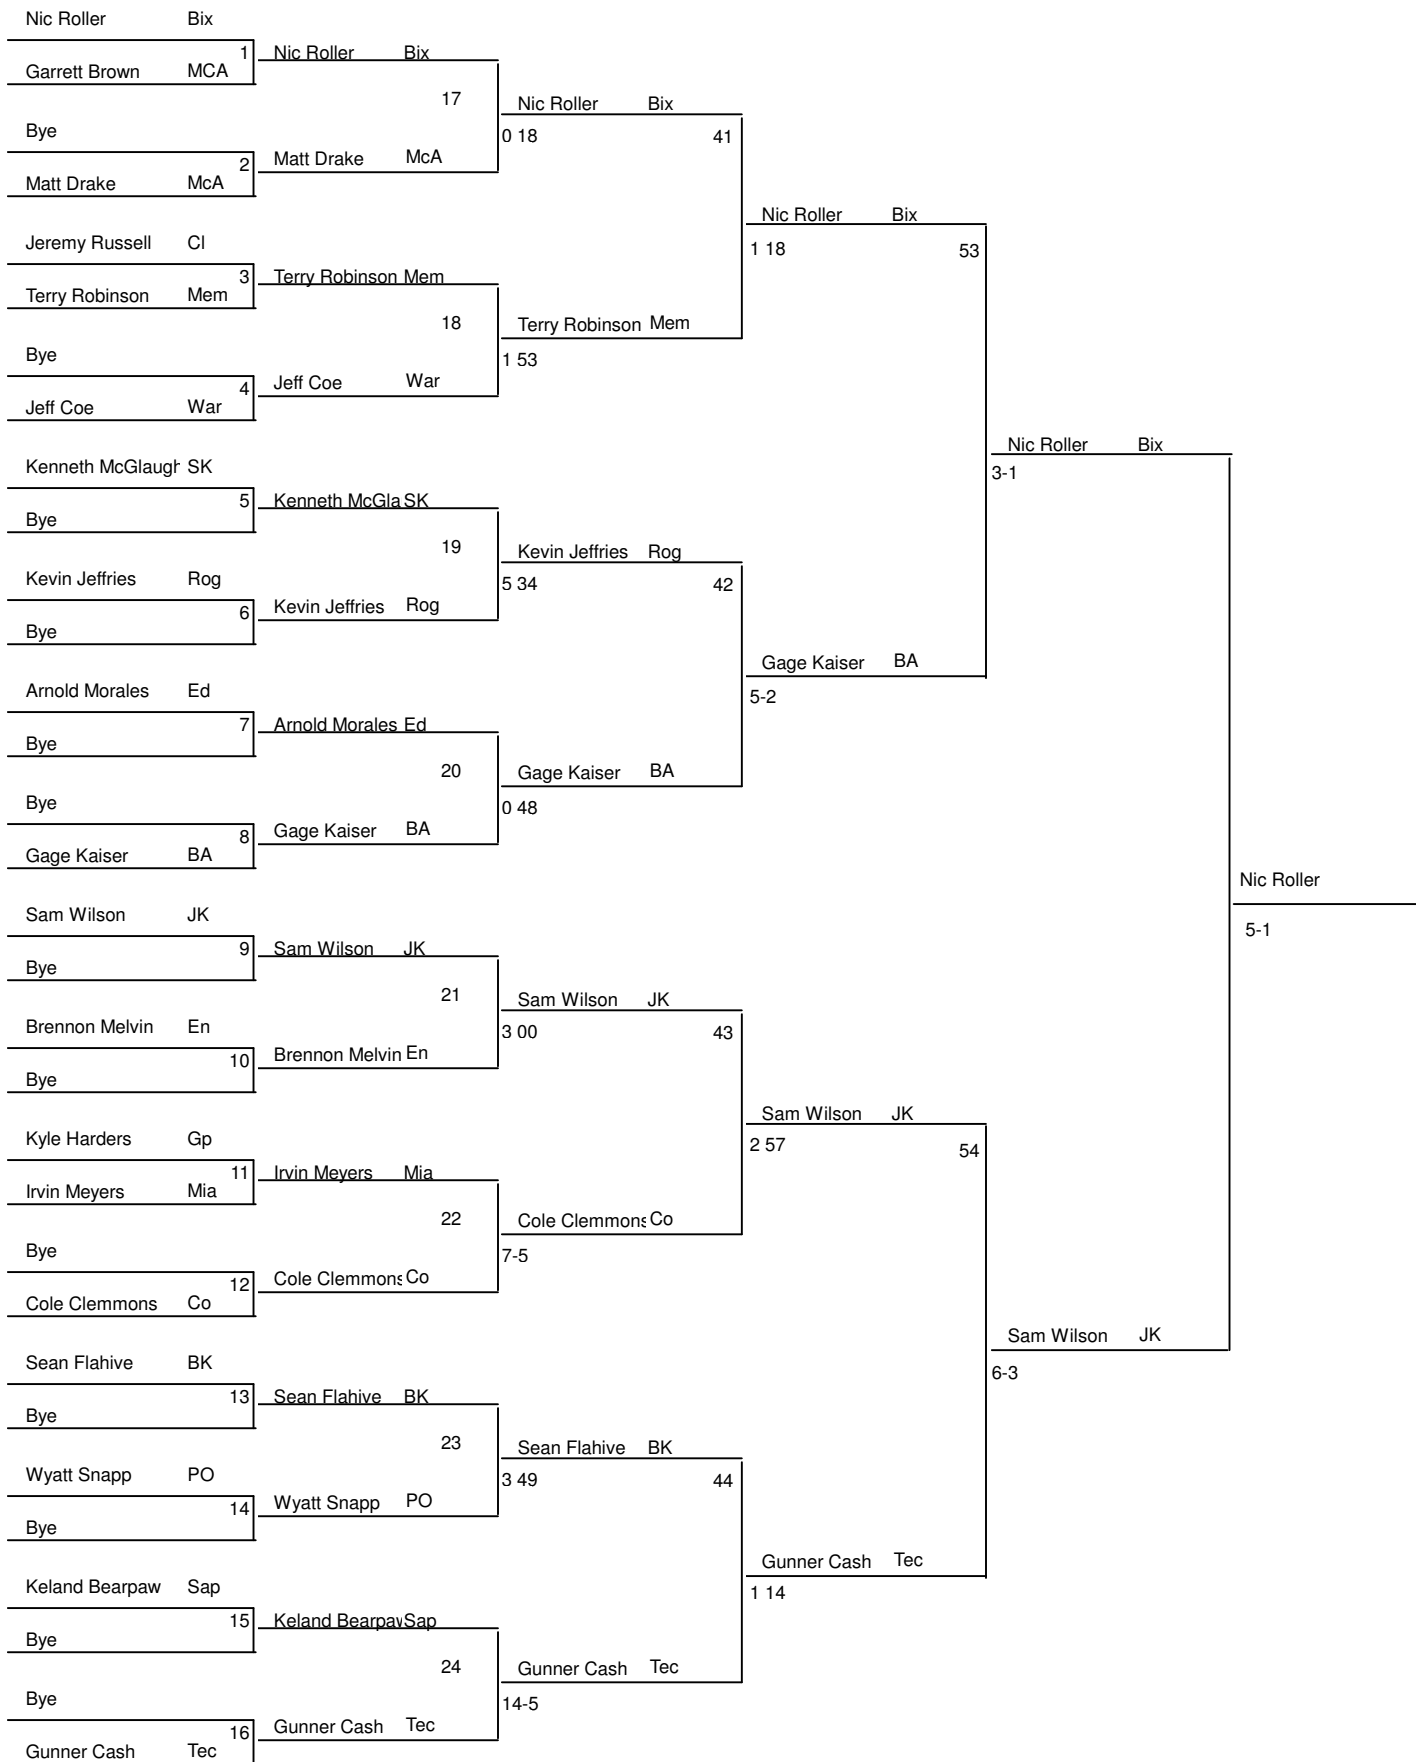 Nic Roller Bix
Garrett Brown MCA
1
Bye
Matt Drake McA
2
Jeremy Russell Cl
Terry Robinson Mem
3
Bye
Jeff Coe War
4
Kenneth McGlaugh SK
Bye
5
Kevin Jeffries Rog
Bye
6
Arnold Morales Ed
Bye
7
Bye
Gage Kaiser BA
8
Sam Wilson JK
Bye
9
Brennon Melvin En
Bye
10
Kyle Harders Gp
Irvin Meyers Mia
11
Bye
Cole Clemmons Co
12
Sean Flahive BK
Bye
13
Wyatt Snapp PO
Bye
14
Keland Bearpaw Sap
Bye
15
Bye
Gunner Cash Tec
16
Nic Roller Bix
17
Matt Drake McA
Terry Robinson Mem
18
Jeff Coe War
Kenneth McGla SK
19
Kevin Jeffries Rog
Arnold Morales Ed
20
Gage Kaiser BA
Sam Wilson JK
21
Brennon Melvin En
Irvin Meyers Mia
22
Cole Clemmons Co
Sean Flahive BK
23
Wyatt Snapp PO
Keland Bearpaw Sap
24
Gunner Cash Tec
Nic Roller Bix
0 18
41
Terry Robinson Mem
1 53
Kevin Jeffries Rog
5 34
42
Gage Kaiser BA
0 48
Sam Wilson JK
3 00
43
Cole Clemmons Co
7-5
Sean Flahive BK
3 49
44
Gunner Cash Tec
14-5
Nic Roller Bix
1 18
53
Gage Kaiser BA
5-2
Sam Wilson JK
2 57
54
Gunner Cash Tec
1 14
Nic Roller Bix
3-1
Sam Wilson JK
6-3
Nic Roller
5-1